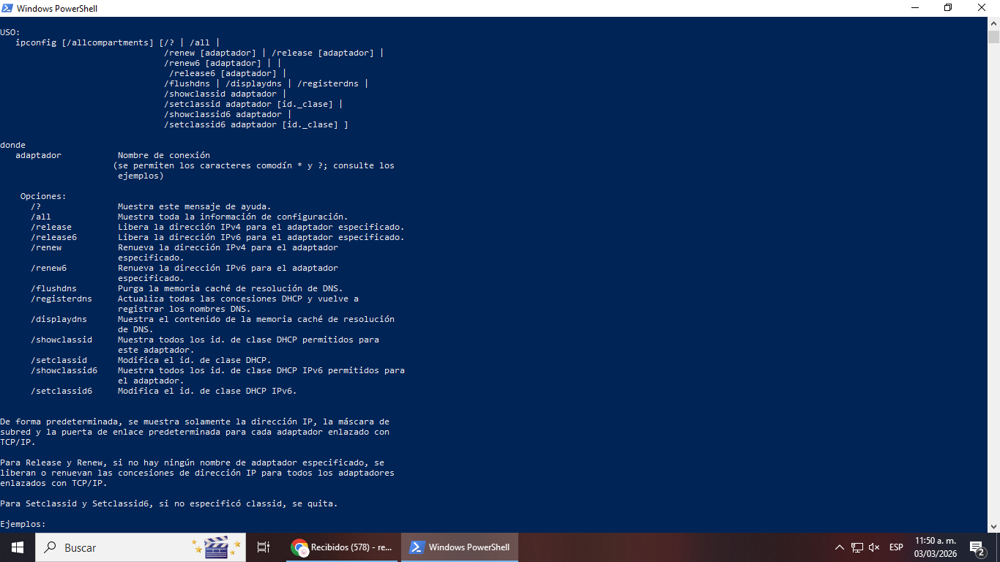 Windows PowerShell
USO:
ipconfig [/allcompartments] [/? | /all |
/renew [adaptador] | /release [adaptador] |
/renew6 [adaptador] | |
/release6 [adaptador] |
/flushdns | /displaydns | /registerdns |
/showclassid adaptador |
/setclassid adaptador [id._clase] |
/showclassid6 adaptador |
/setclassid6 adaptador [id._clase] ]
donde
adaptador Nombre de conexión
(se permiten los caracteres comodín * y ?; consulte los
ejemplos)
Opciones:
/? Muestra este mensaje de ayuda.
/all Muestra toda la información de configuración.
/release Libera la dirección IPv4 para el adaptador especificado.
/release6 Libera la dirección IPv6 para el adaptador especificado.
/renew Renueva la dirección IPv4 para el adaptador
especificado.
/renew6 Renueva la dirección IPv6 para el adaptador
especificado.
/flushdns Purga la memoria caché de resolución de DNS.
/registerdns Actualiza todas las concesiones DHCP y vuelve a
registrar los nombres DNS.
/displaydns Muestra el contenido de la memoria caché de resolución
de DNS.
/showclassid Muestra todos los id. de clase DHCP permitidos para
este adaptador.
/setclassid Modifica el id. de clase DHCP.
/showclassid6 Muestra todos los id. de clase DHCP IPv6 permitidos para
el adaptador.
/setclassid6 Modifica el id. de clase DHCP IPv6.
De forma predeterminada, se muestra solamente la dirección IP, la máscara de
subred y la puerta de enlace predeterminada para cada adaptador enlazado con
TCP/IP.
Para Release y Renew, si no hay ningún nombre de adaptador especificado, se
liberan o renuevan las concesiones de dirección IP para todos los adaptadores
enlazados con TCP/IP.
Para Setclassid y Setclassid6, si no especificó classid, se quita.
Ejemplos:
Buscar
Recibidos (578) - re...
Windows PowerShell
ESP
11:50 a. m.
03/03/2026
2